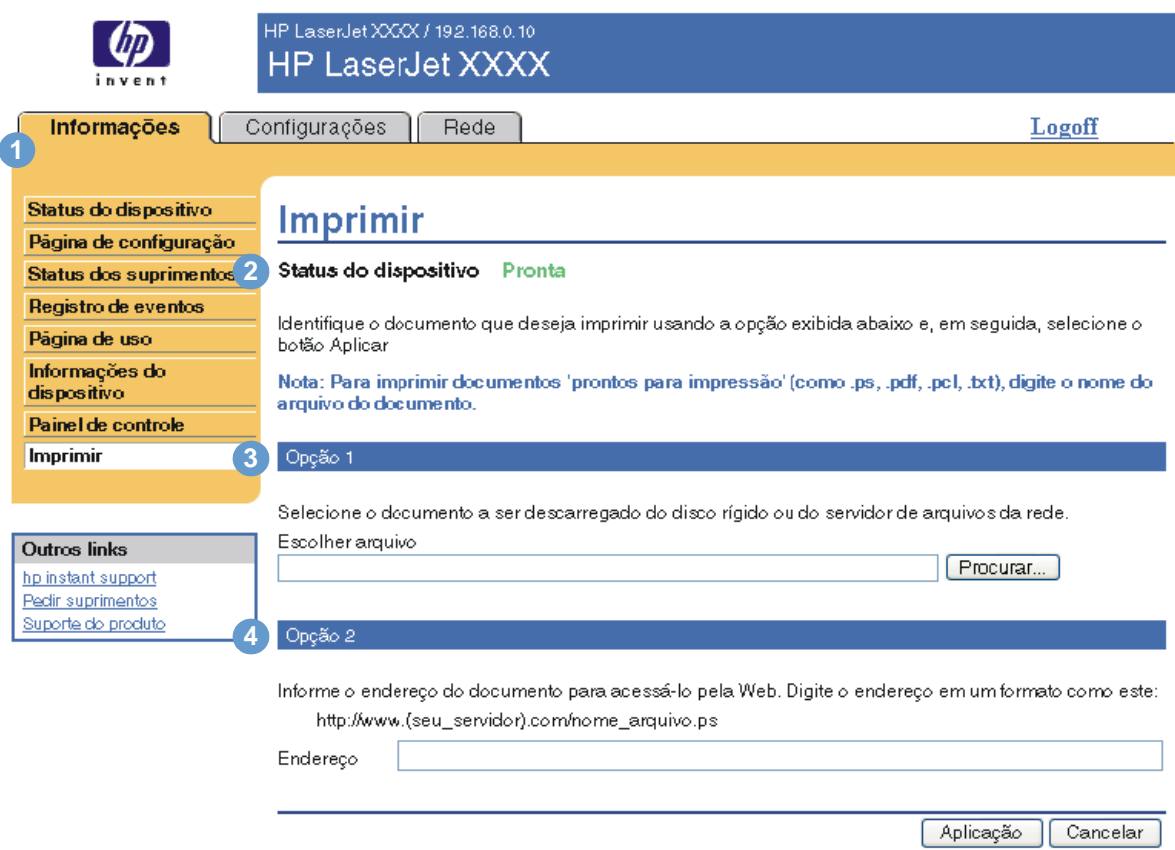 hp
invent
HP LaserJet XXXX / 192.168.0.10
HP LaserJet XXXX
Informações
Configurações
Rede
Logoff
1
Status do dispositivo
Página de configuração
Status dos suprimentos
Registro de eventos
Página de uso
Informações do
dispositivo
Painel de controle
Imprimir
Outros links
hp instant support
Pedir suprimentos
Suporte do produto
Imprimir
2
Status do dispositivo Pronta
Identifique o documento que deseja imprimir usando a opção exibida abaixo e, em seguida, selecione o
botão Aplicar
Nota: Para imprimir documentos 'prontos para impressão' (como .ps, .pdf, .pcl, .txt), digite o nome do
arquivo do documento.
3
Opção 1
Selecione o documento a ser descarregado do disco rígido ou do servidor de arquivos da rede.
Escolher arquivo
Procurar...
4
Opção 2
Informe o endereço do documento para acessá-lo pela Web. Digite o endereço em um formato como este:
http://www.(seu_servidor).com/nome_arquivo.ps
Endereço
Aplicação
Cancelar